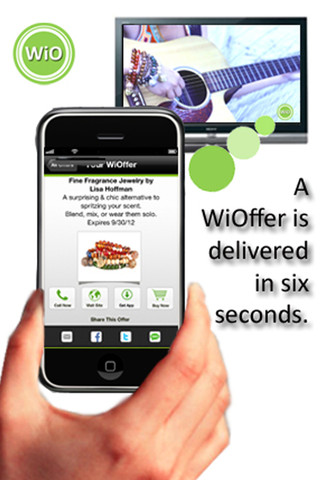 WiO
All Offers
Your WiOffer
Fine Fragrance Jewelry by
Lisa Hoffman
A surprising & chic alternative to
spritzing your scent.
Blend, mix, or wear them solo.
Expires 9/30/12
Call Now
Web Site
Get App
Buy Now
Share This Offer
A
WiOffer is
delivered
in six
seconds.